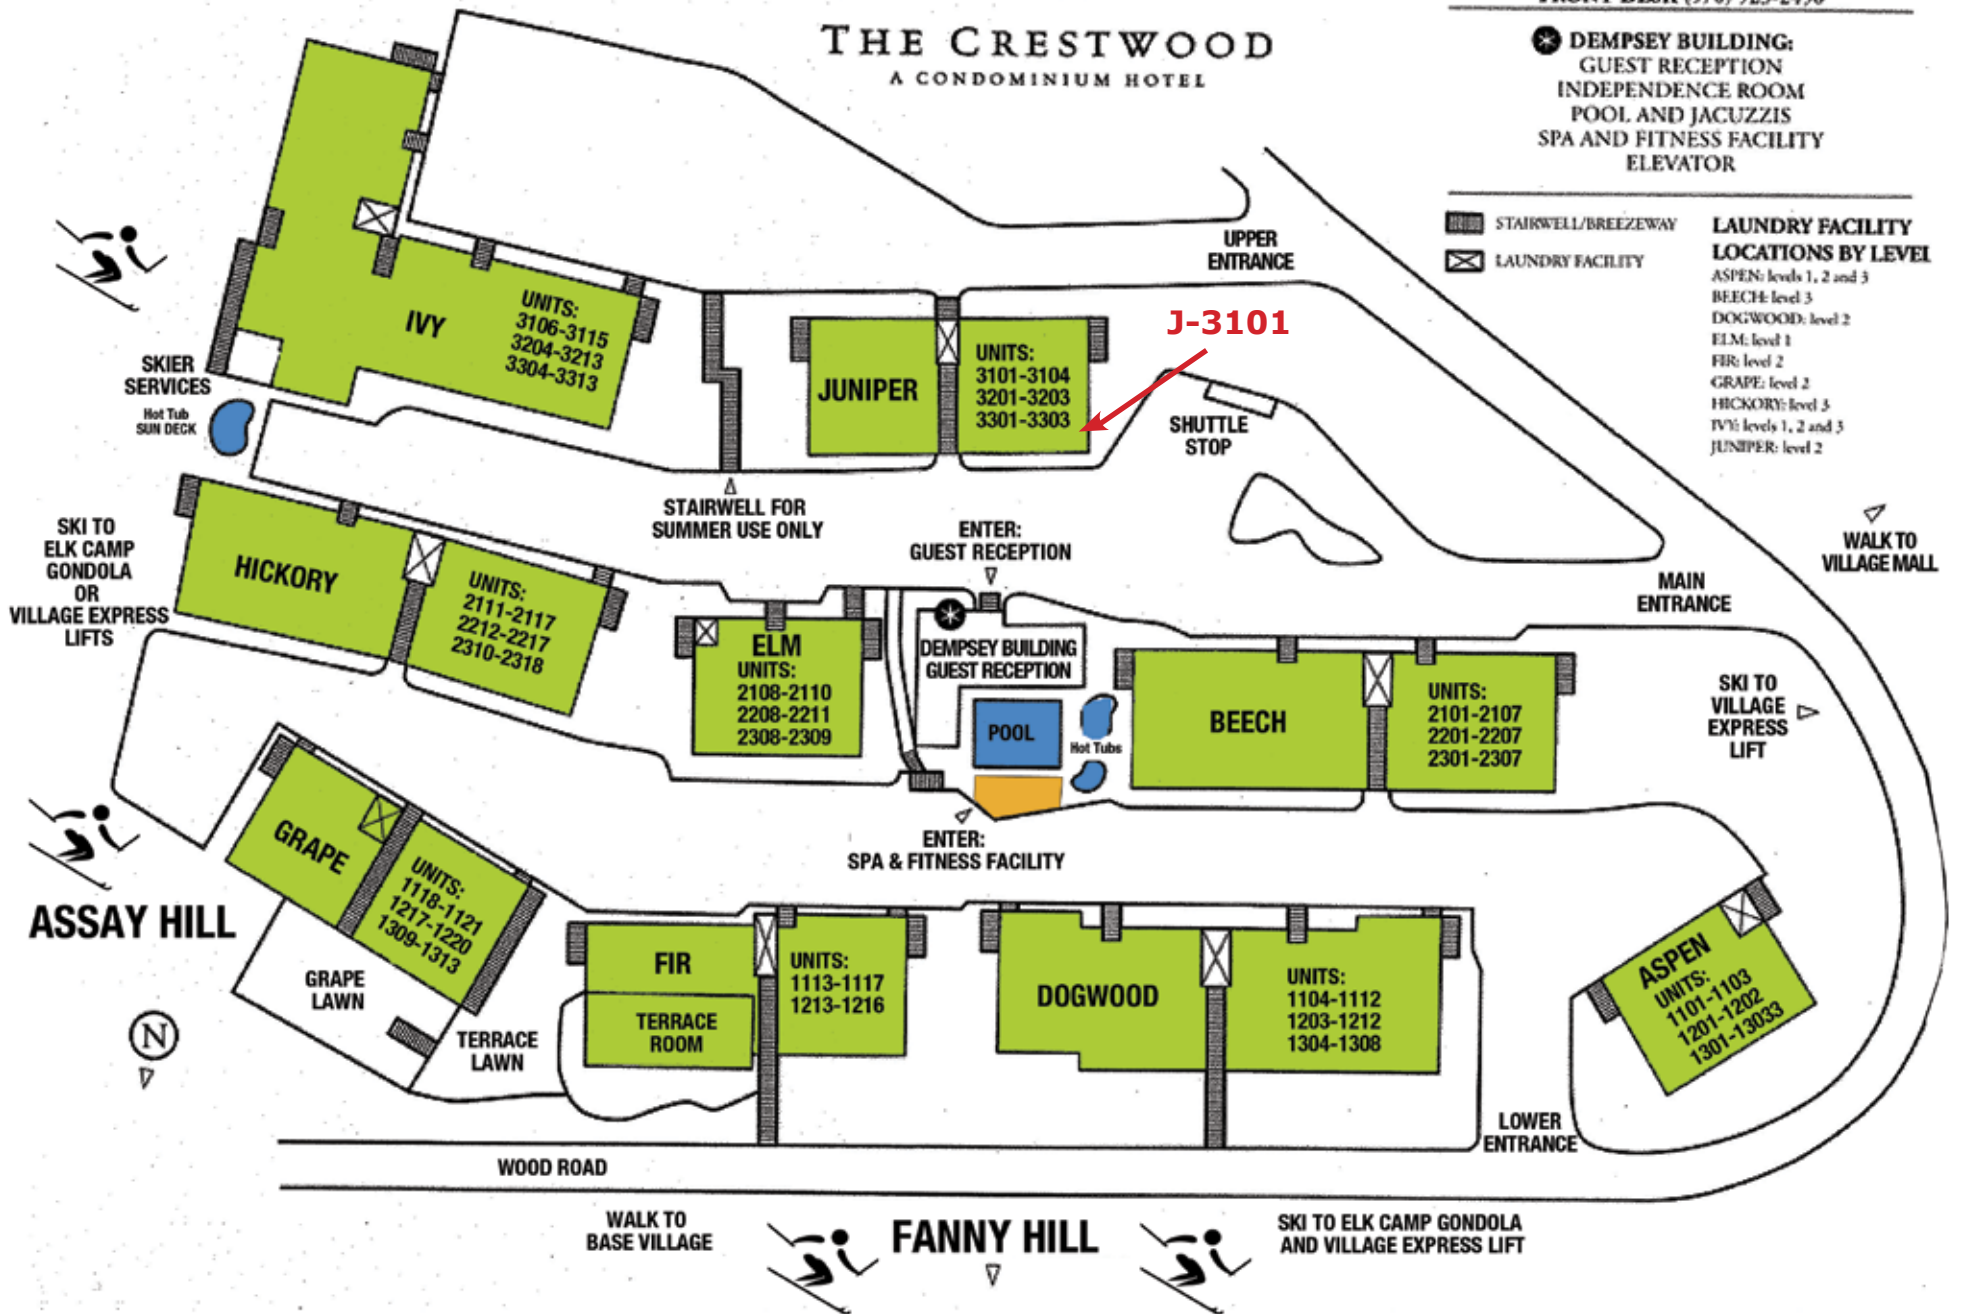 FRONT DESK (970) 923-2450
THE CRESTWOOD
A CONDOMINIUM HOTEL
DEMPSEY BUILDING:
GUEST RECEPTION
INDEPENDENCE ROOM
POOL AND JACUZZIS
SPA AND FITNESS FACILITY
ELEVATOR
STAIRWELL/BREEZEWAY
LAUNDRY FACILITY
LAUNDRY FACILITY
LOCATIONS BY LEVEL
ASPEN: levels 1, 2 and 3
BEECH: level 3
DOGWOOD: level 2
ELM: level 1
FIR: level 2
GRAPE: level 2
HICKORY: level 3
IVY: levels 1, 2 and 3
JUNIPER: level 2
UPPER
ENTRANCE
IVY
UNITS:
3106-3115
3204-3213
3304-3313
J-3101
JUNIPER
UNITS:
3101-3104
3201-3203
3301-3303
SKIER
SERVICES
Hot Tub
SUN DECK
SHUTTLE
STOP
STAIRWELL FOR
SUMMER USE ONLY
SKI TO
ELK CAMP
GONDOLA
OR
VILLAGE EXPRESS
LIFTS
ENTER:
GUEST RECEPTION
WALK TO
VILLAGE MALL
MAIN
ENTRANCE
HICKORY
UNITS:
2111-2117
2212-2217
2310-2318
ELM
UNITS:
2108-2110
2208-2211
2308-2309
DEMPSEY BUILDING
GUEST RECEPTION
POOL
Hot Tubs
BEECH
UNITS:
2101-2107
2201-2207
2301-2307
SKI TO
VILLAGE
EXPRESS
LIFT
ENTER:
SPA & FITNESS FACILITY
GRAPE
UNITS:
1118-1121
1217-1220
1309-1313
ASSAY HILL
GRAPE
LAWN
TERRACE
LAWN
FIR
TERRACE
ROOM
UNITS:
1113-1117
1213-1216
DOGWOOD
UNITS:
1104-1112
1203-1212
1304-1308
ASPEN
UNITS:
1101-1103
1201-1202
1301-13033
N
LOWER
ENTRANCE
WOOD ROAD
WALK TO
BASE VILLAGE
FANNY HILL
SKI TO ELK CAMP GONDOLA
AND VILLAGE EXPRESS LIFT